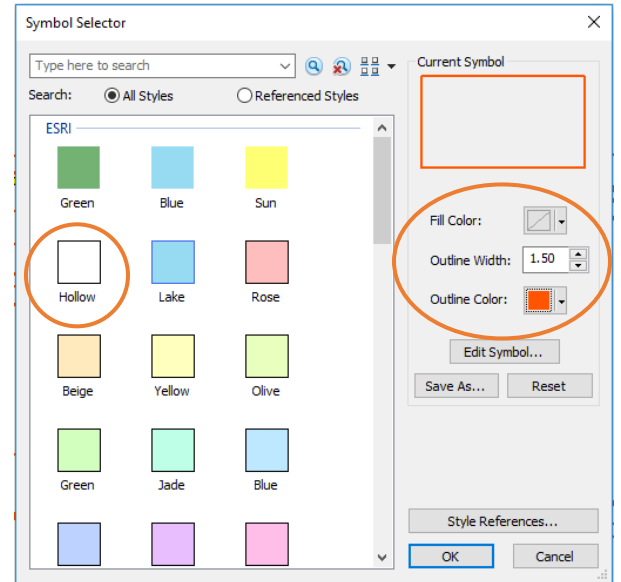 Symbol Selector
Type here to search
Search: All Styles Referenced Styles
ESRI
Green Blue Sun
Hollow Lake Rose
Beige Yellow Olive
Green Jade Blue
Current Symbol
Fill Color:
Outline Width: 1.50
Outline Color:
Edit Symbol...
Save As... Reset
Style References...
OK Cancel